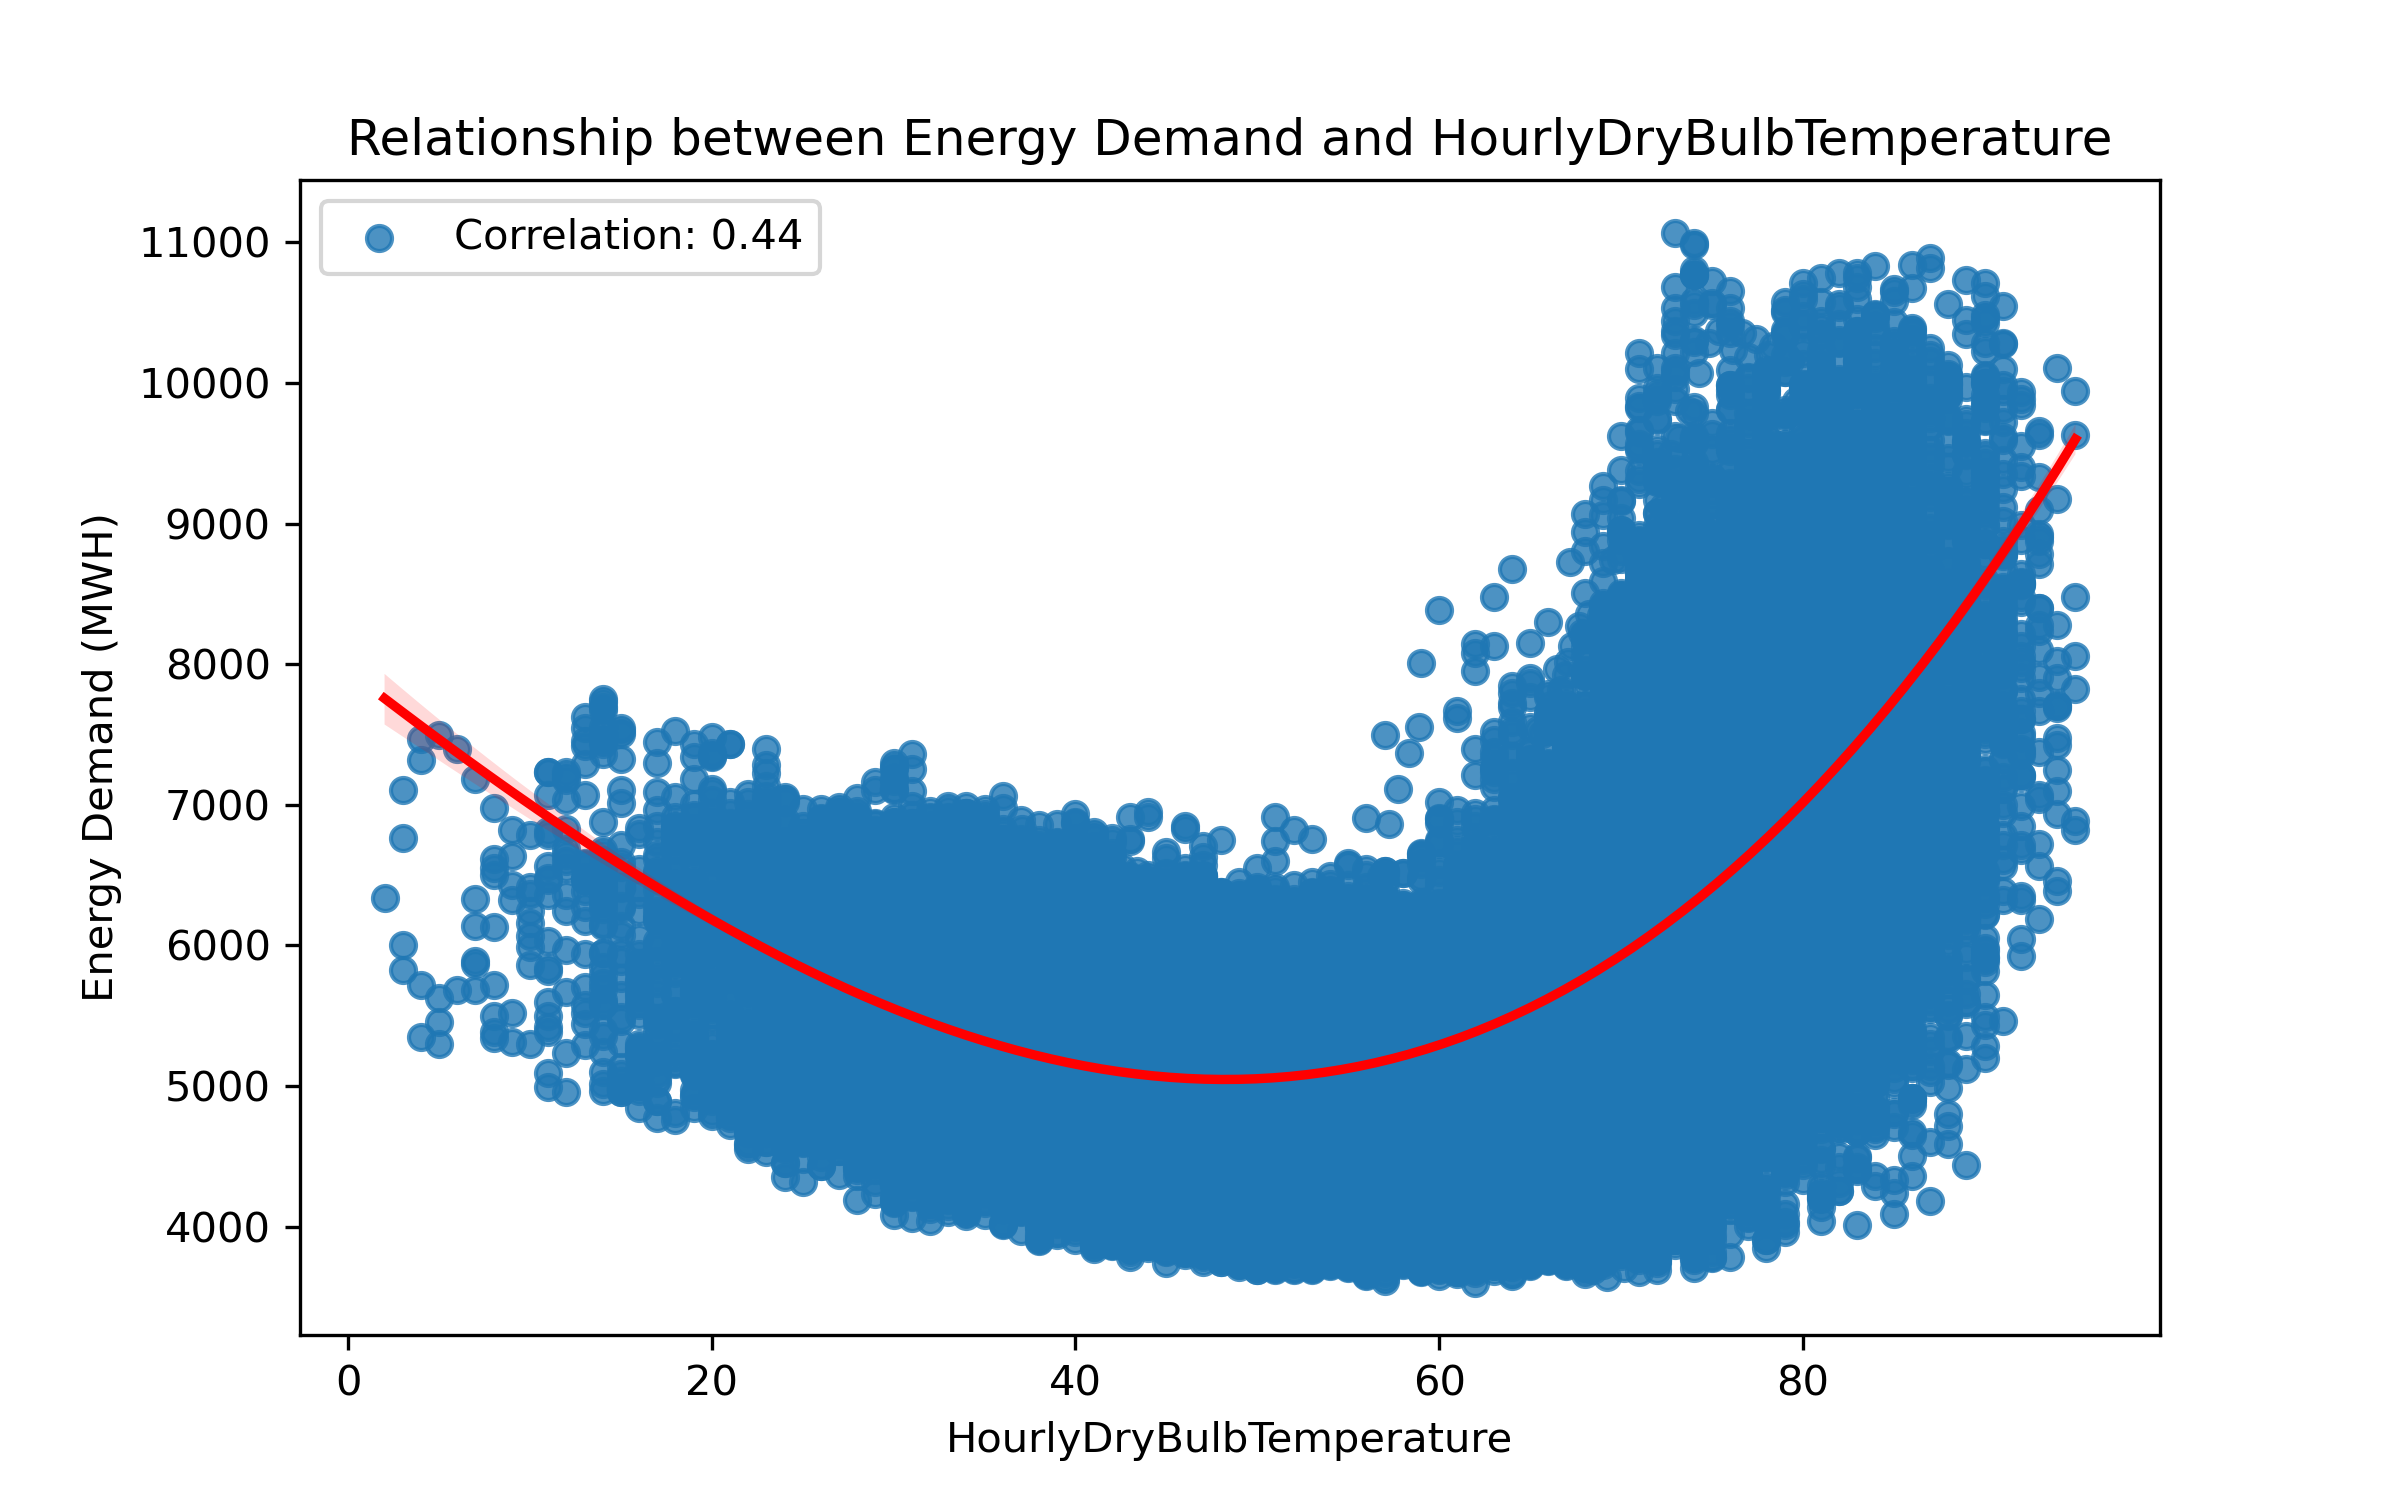 Relationship between Energy Demand and HourlyDryBulbTemperature
Correlation: 0.44
11000
10000
9000
8000
7000
6000
5000
4000
Energy Demand (MWH)
0 20 40 60 80
HourlyDryBulbTemperature